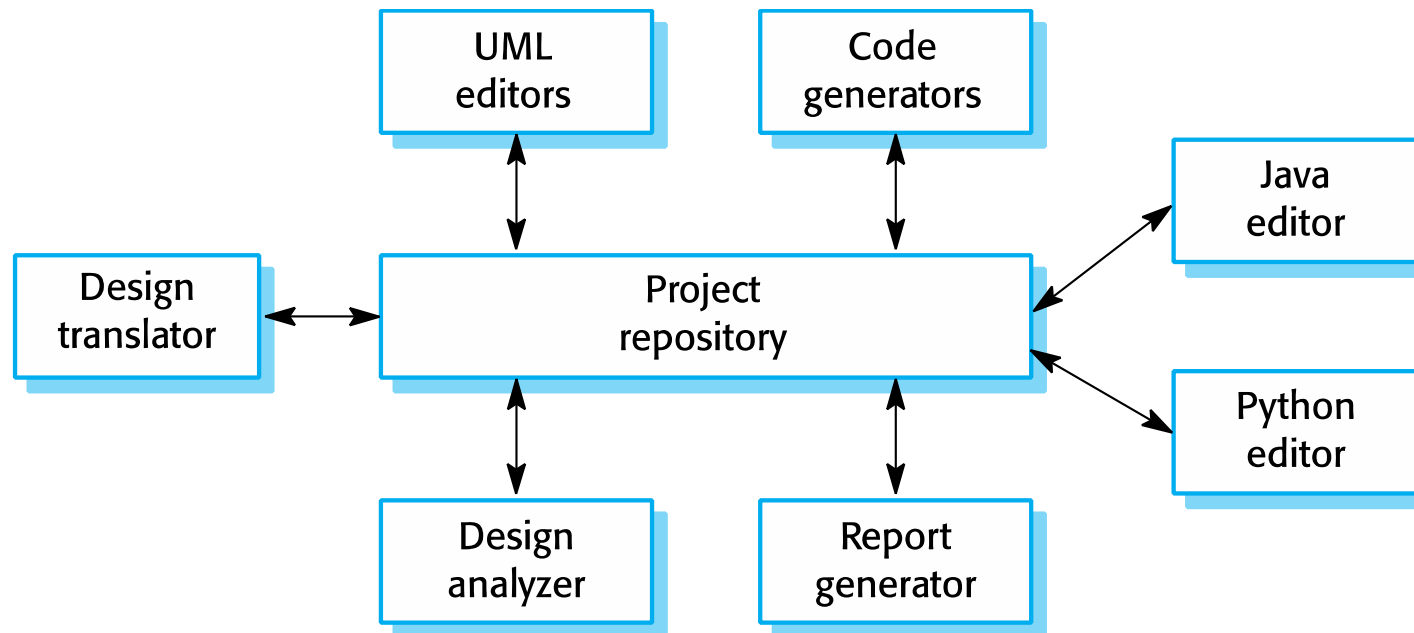 UML
editors
Code
generators
Java
editor
Design
translator
Project
repository
Python
editor
Design
analyzer
Report
generator